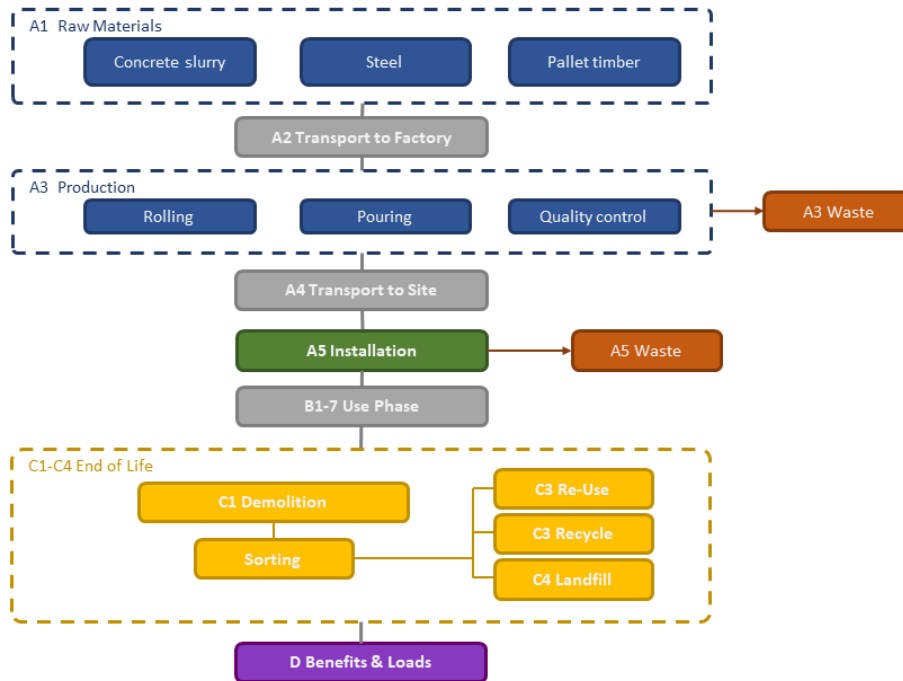 A1 Raw Materials
Concrete slurry
Steel
Pallet timber
A2 Transport to Factory
A3 Production
Rolling
Pouring
Quality control
A3 Waste
A4 Transport to Site
A5 Installation
A5 Waste
B1-7 Use Phase
C1-C4 End of Life
C1 Demolition
Sorting
C3 Re-Use
C3 Recycle
C4 Landfill
D Benefits & Loads